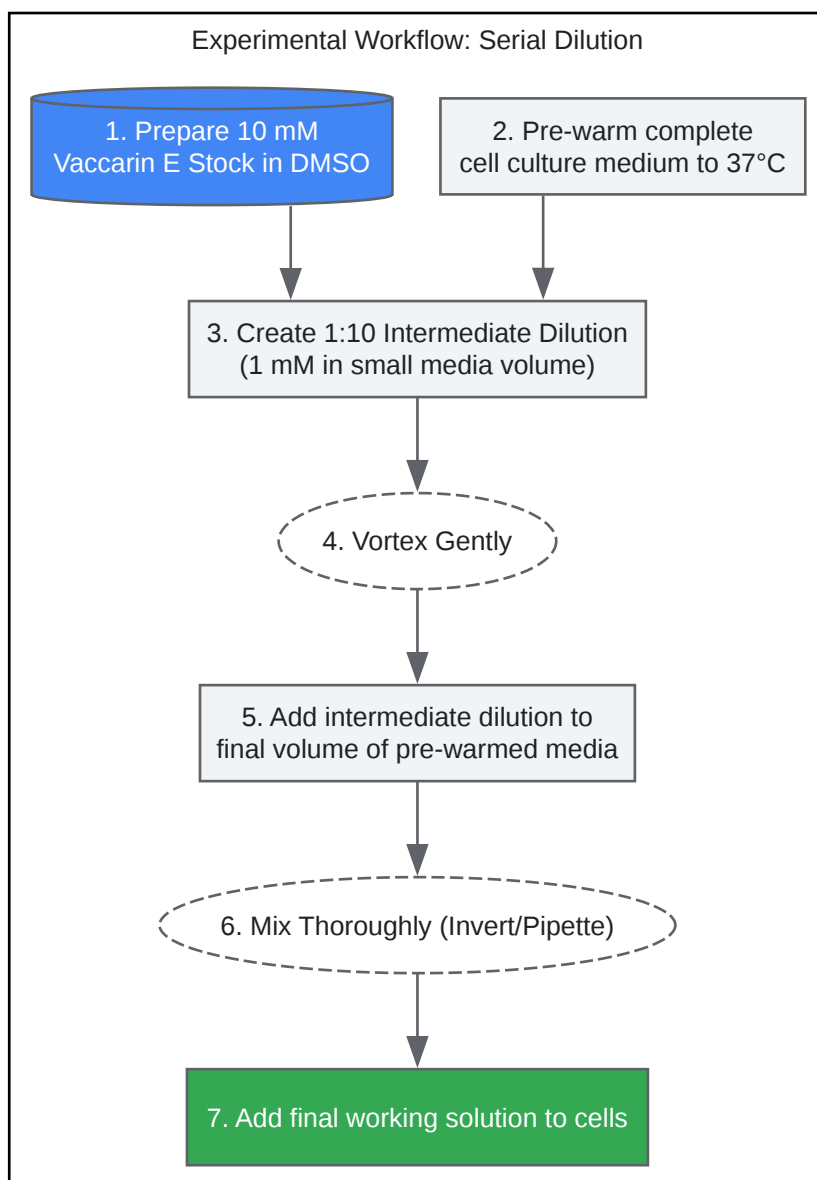 Experimental Workflow: Serial Dilution
1. Prepare 10 mM
Vaccarin E Stock in DMSO
2. Pre-warm complete
cell culture medium to 37°C
3. Create 1:10 Intermediate Dilution
(1 mM in small media volume)
4. Vortex Gently
5. Add intermediate dilution to
final volume of pre-warmed media
6. Mix Thoroughly (Invert/Pipette)
7. Add final working solution to cells